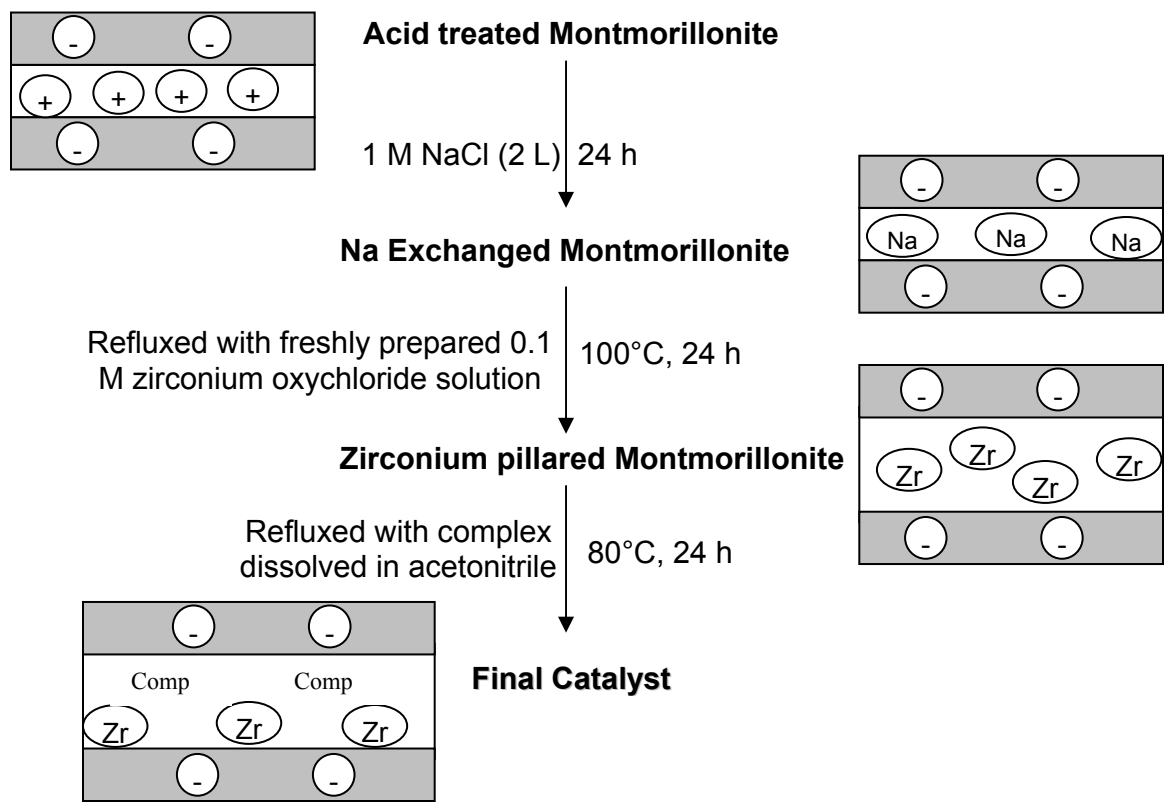 - -
Acid treated Montmorillonite
+ + + +
- -
1 M NaCl (2 L) 24 h
- -
Na Na Na
Na Exchanged Montmorillonite
- -
Refluxed with freshly prepared 0.1
M zirconium oxychloride solution
100°C, 24 h
- -
Zirconium pillared Montmorillonite
Zr Zr Zr Zr
- -
Refluxed with complex
dissolved in acetonitrile
80°C, 24 h
- -
Comp Comp
Final Catalyst
Zr Zr Zr
- -